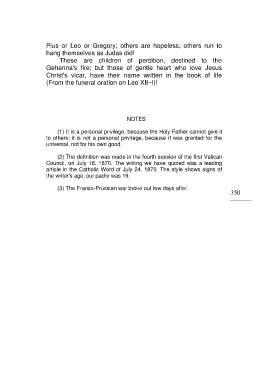 Pius or Leo or Gregory; others are hopeless; others run to
hang themselves as Judas did!
These are children of perdition, destined to the
Gehenna's fire; but those of gentle heart who love Jesus
Christ's vicar, have their name written in the book of life
(From the funeral oration on Leo XIII-I)!
NOTES
(1) It is a personal privilege, because the Holy Father cannot give it
to others; it is not a personal privilege, because it was granted for the
universal, not for his own good.
(2) The definition was made in the fourth session of the first Vatican
Council, on July 18, 1870. The writing we have quoted was a leading
article in the Catholic Word of July 24, 1870. The style shows signs of
the writer's age; our padre was 19.
(3) The Franco-Prussian war broke out few days after.
350